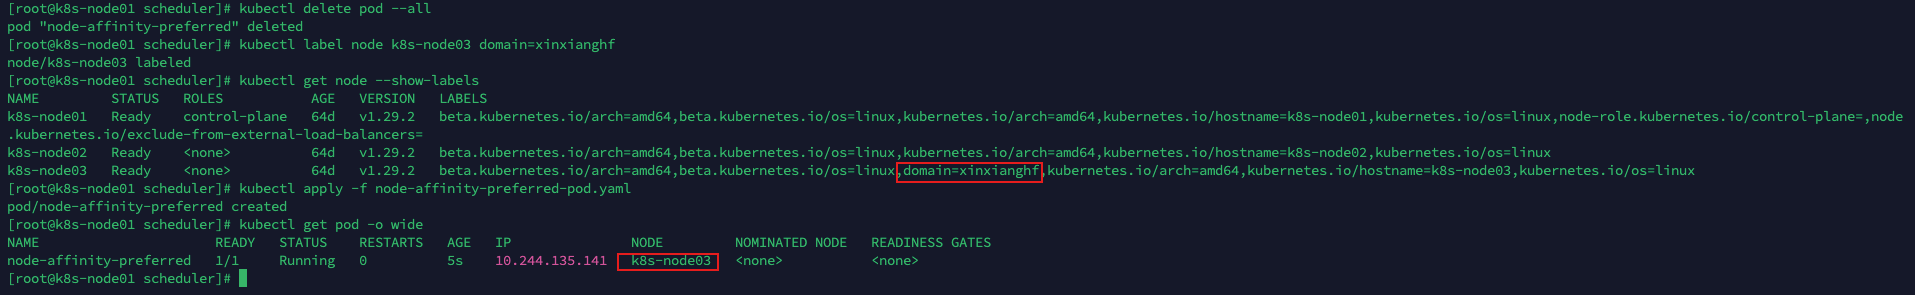 [root@k8s-node01 scheduler]# kubectl delete pod --all
pod "node-affinity-preferred" deleted
[root@k8s-node01 scheduler]# kubectl label node k8s-node03 domain=xinxianghf
node/k8s-node03 labeled
[root@k8s-node01 scheduler]# kubectl get node --show-labels
NAME         STATUS   ROLES           AGE   VERSION   LABELS
k8s-node01   Ready    control-plane   64d   v1.29.2   beta.kubernetes.io/arch=amd64,beta.kubernetes.io/os=linux,kubernetes.io/arch=amd64,kubernetes.io/hostname=k8s-node01,kubernetes.io/os=linux,node-role.kubernetes.io/control-plane=,node
.kubernetes.io/exclude-from-external-load-balancers=
k8s-node02   Ready    <none>          64d   v1.29.2   beta.kubernetes.io/arch=amd64,beta.kubernetes.io/os=linux,kubernetes.io/arch=amd64,kubernetes.io/hostname=k8s-node02,kubernetes.io/os=linux
k8s-node03   Ready    <none>          64d   v1.29.2   beta.kubernetes.io/arch=amd64,beta.kubernetes.io/os=linux,domain=xinxianghf,kubernetes.io/arch=amd64,kubernetes.io/hostname=k8s-node03,kubernetes.io/os=linux
[root@k8s-node01 scheduler]# kubectl apply -f node-affinity-preferred-pod.yaml
pod/node-affinity-preferred created
[root@k8s-node01 scheduler]# kubectl get pod -o wide
NAME                      READY   STATUS    RESTARTS   AGE   IP               NODE         NOMINATED NODE   READINESS GATES
node-affinity-preferred   1/1     Running   0          5s    10.244.135.141   k8s-node03   <none>           <none>
[root@k8s-node01 scheduler]#